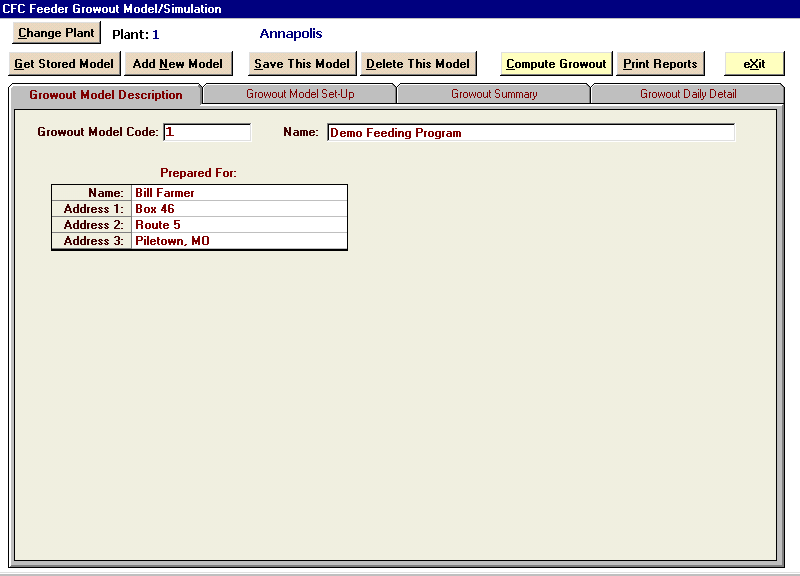 CFC Feeder Growout Model/Simulation
Change Plant Plant: 1 Annapolis
Get Stored Model Add New Model Save This Model Delete This Model Compute Growout Print Reports eXit
Growout Model Description Growout Model Set-Up Growout Summary Growout Daily Detail
Growout Model Code: 1 Name: Demo Feeding Program
Prepared For:
Name: Bill Farmer
Address 1: Box 46
Address 2: Route 5
Address 3: Piletown, MO